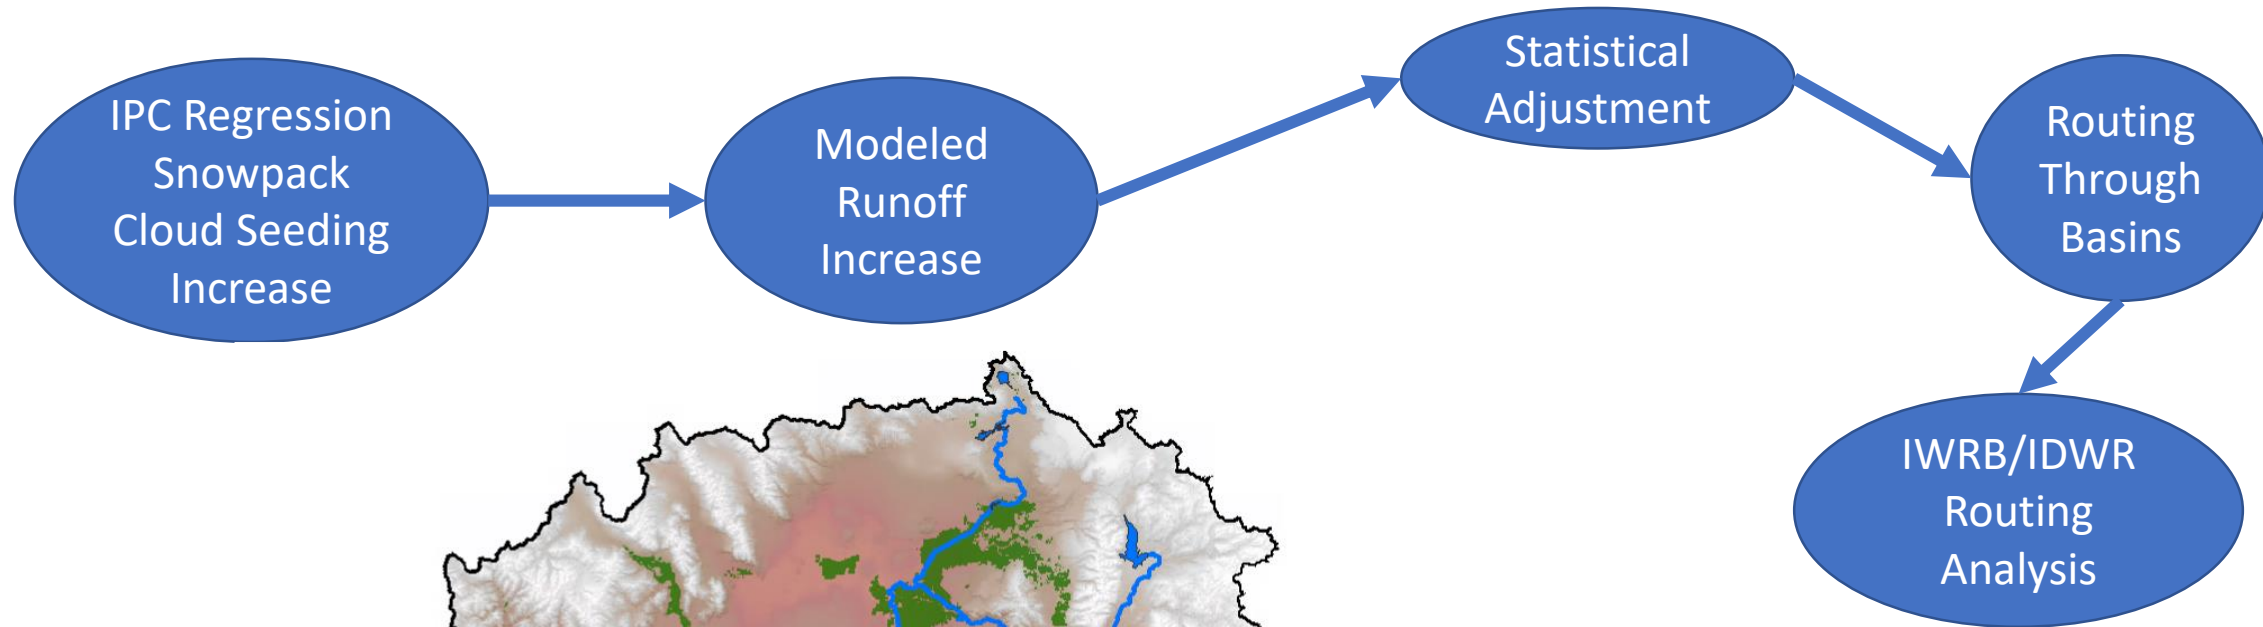 IPC Regression
Snowpack
Cloud Seeding
Increase
Modeled
Runoff
Increase
Statistical
Adjustment
Routing
Through
Basins
IWRB/IDWR
Routing
Analysis